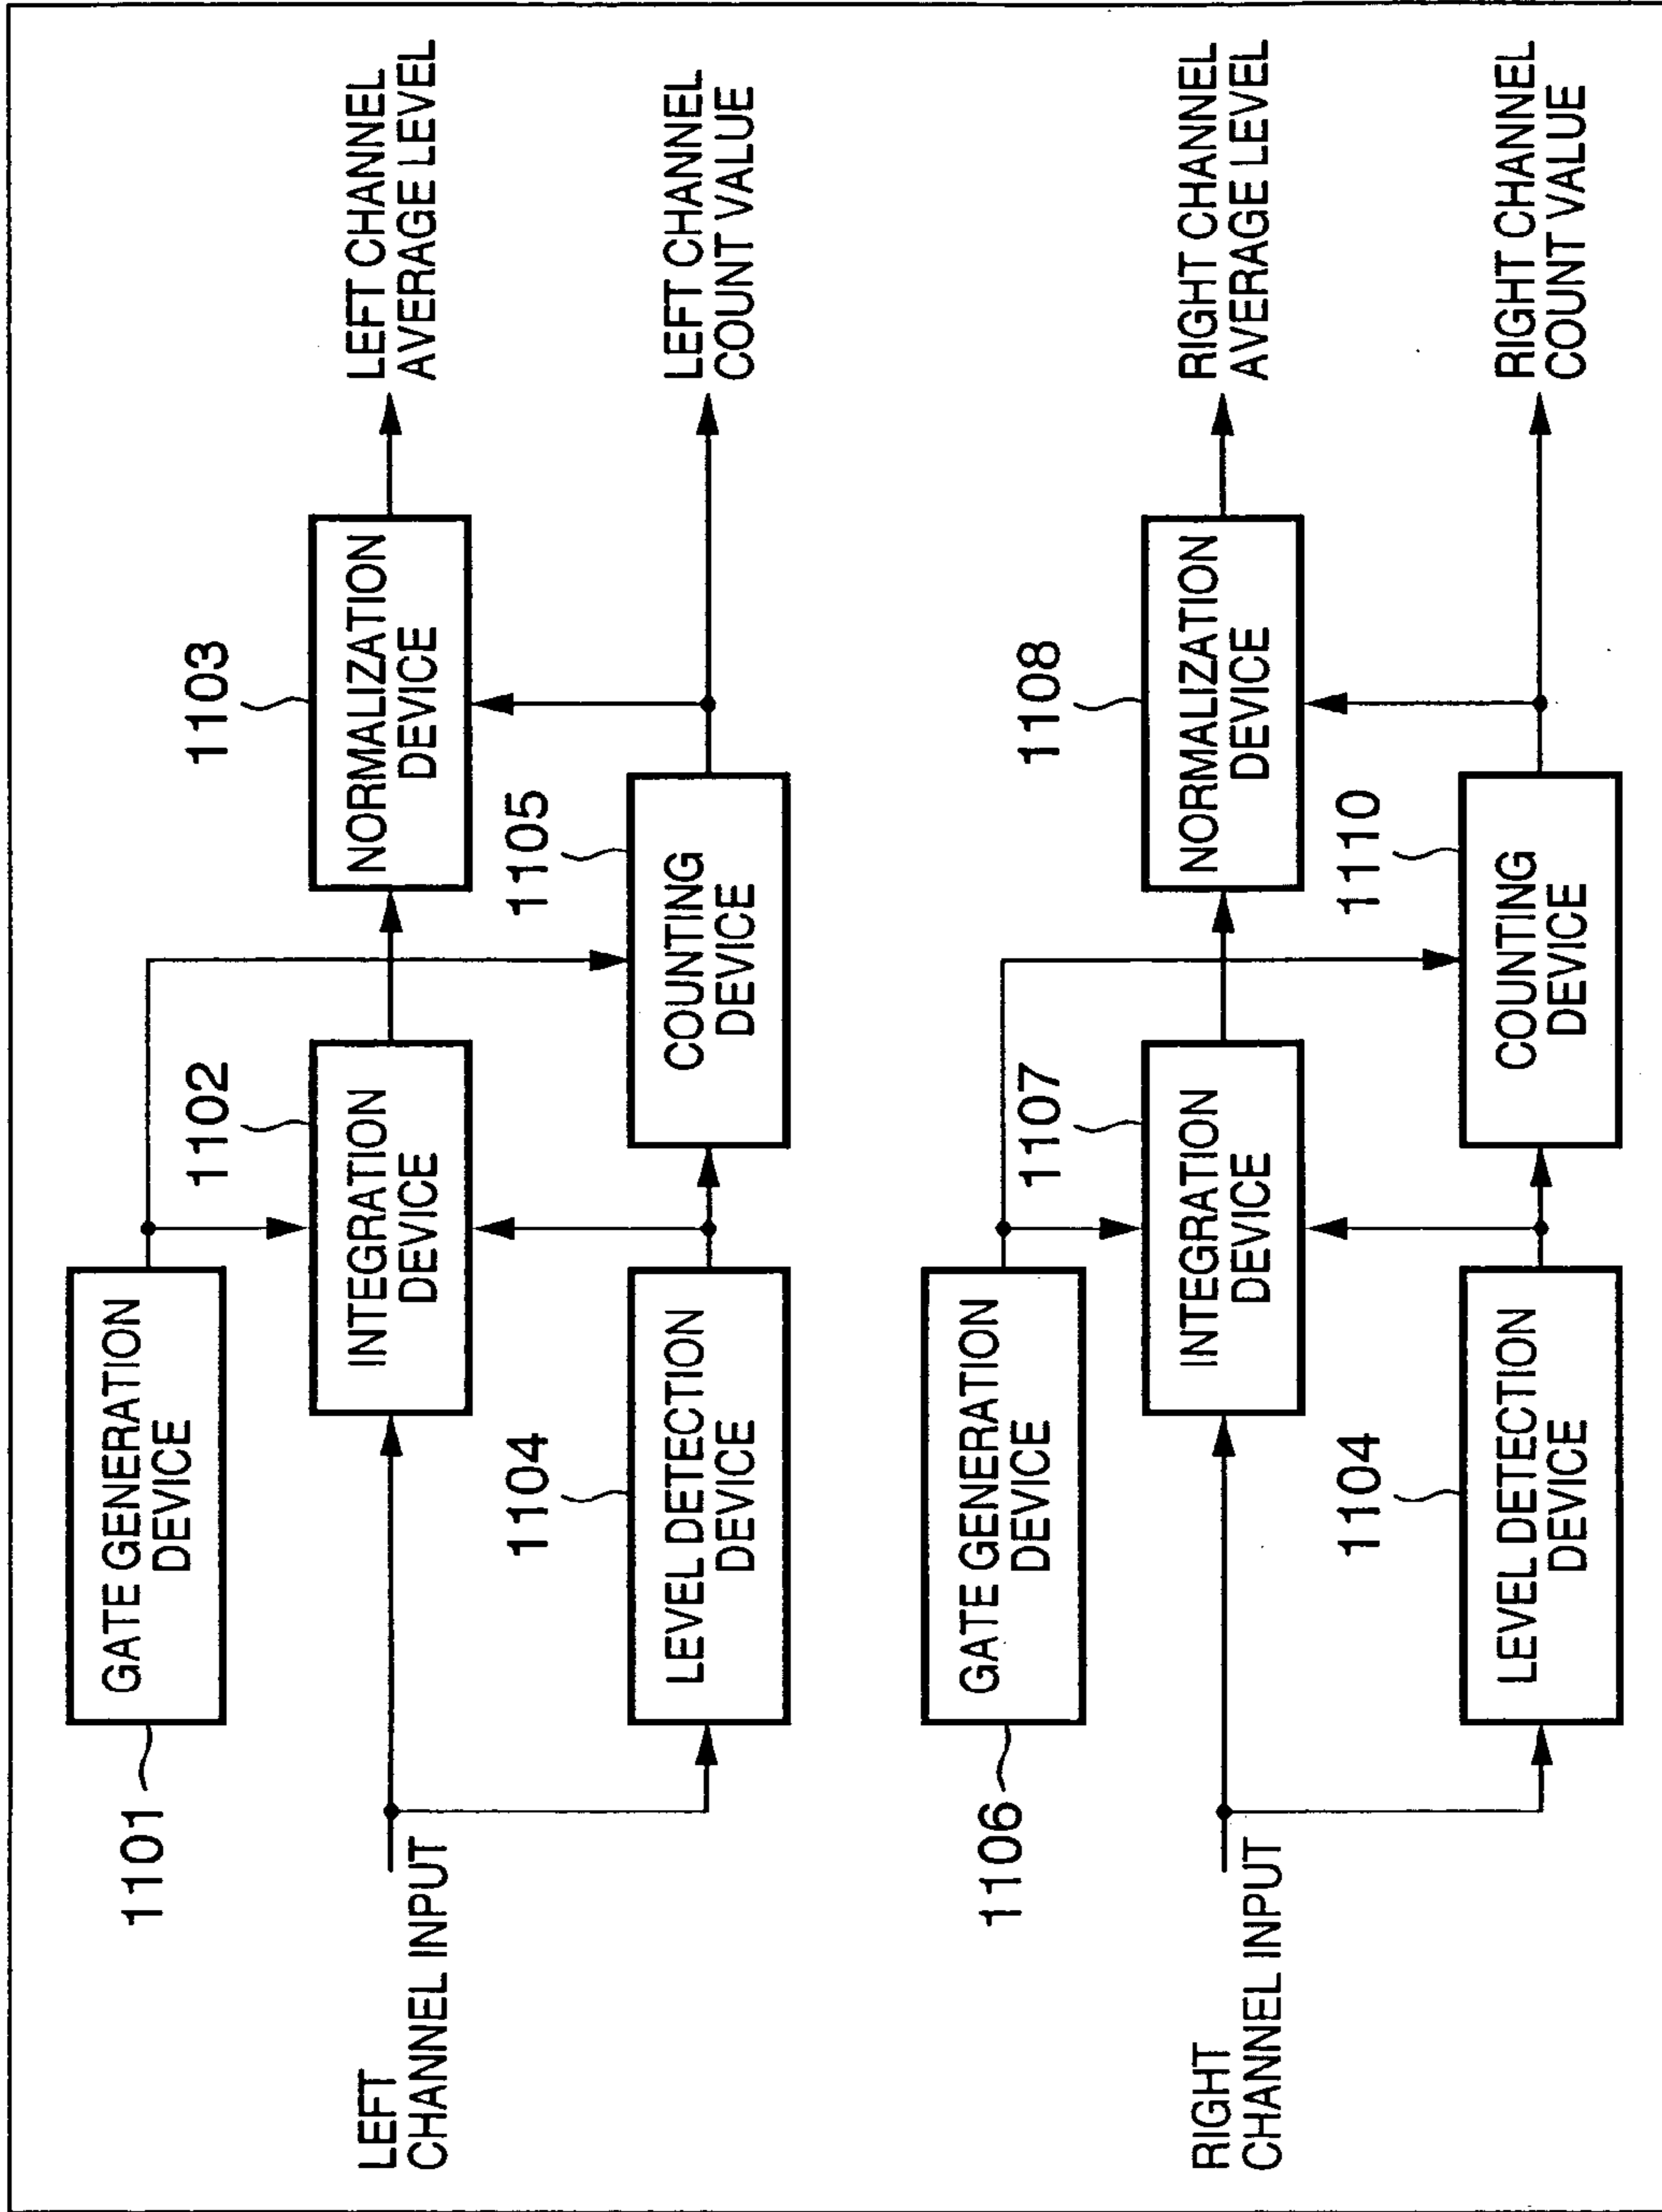 1101
GATE GENERATION
DEVICE
1102
INTEGRATION
DEVICE
1103
NORMALIZATION
DEVICE
LEFT CHANNEL
AVERAGE LEVEL
LEFT
CHANNEL INPUT
1104
LEVEL DETECTION
DEVICE
1105
COUNTING
DEVICE
LEFT CHANNEL
COUNT VALUE
1106
GATE GENERATION
DEVICE
1107
INTEGRATION
DEVICE
1108
NORMALIZATION
DEVICE
RIGHT CHANNEL
AVERAGE LEVEL
RIGHT
CHANNEL INPUT
1104
LEVEL DETECTION
DEVICE
1110
COUNTING
DEVICE
RIGHT CHANNEL
COUNT VALUE